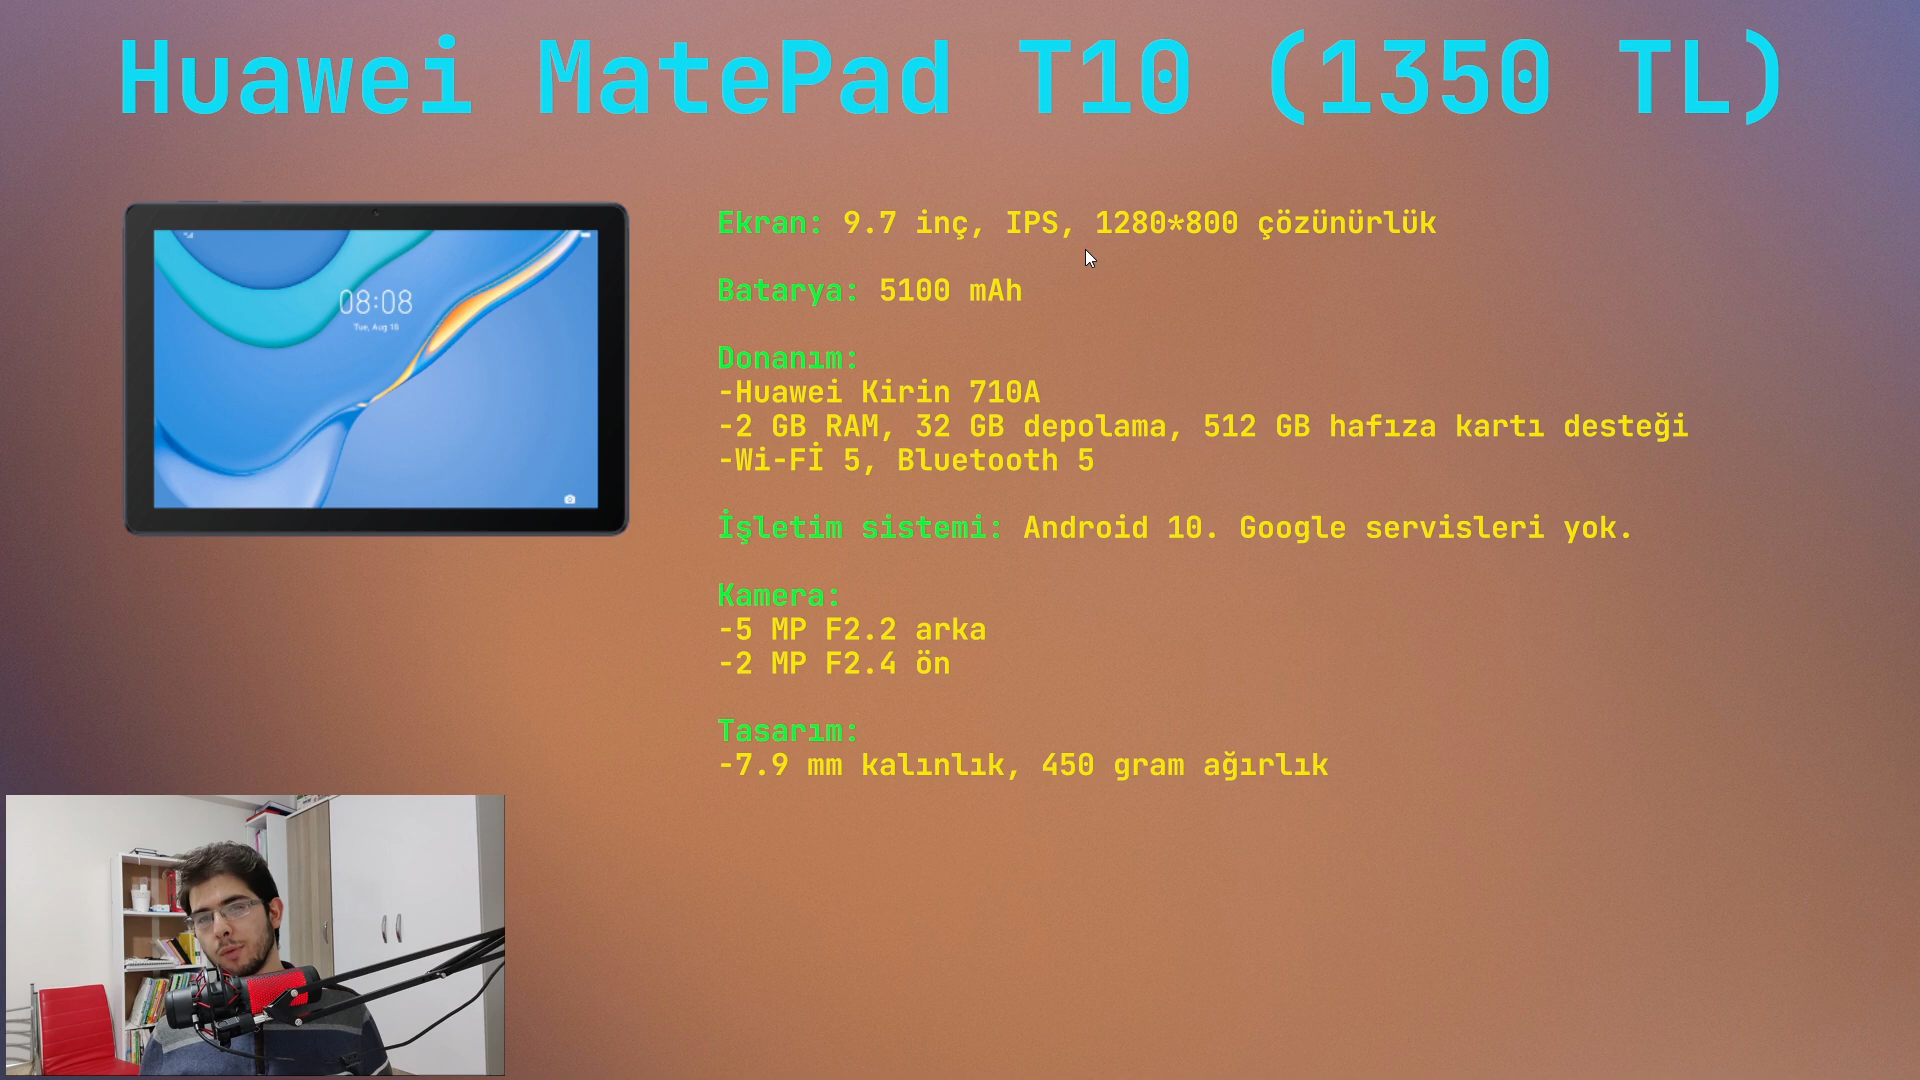 Huawei MatePad T10 (1350 TL)
08:08
Tue, Aug 18
Ekran: 9.7 inç, IPS, 1280*800 çözünürlük
Batarya: 5100 mAh
Donanım:
-Huawei Kirin 710A
-2 GB RAM, 32 GB depolama, 512 GB hafıza kartı desteği
-Wi-Fİ 5, Bluetooth 5
İşletim sistemi: Android 10. Google servisleri yok.
Kamera:
-5 MP F2.2 arka
-2 MP F2.4 ön
Tasarım:
-7.9 mm kalınlık, 450 gram ağırlık